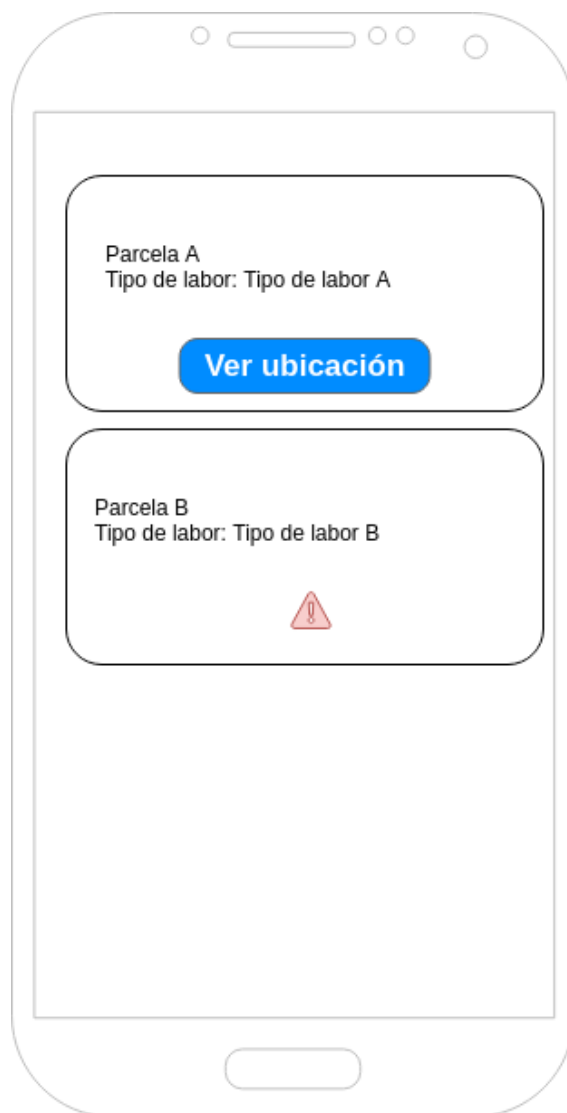 Parcela A
Tipo de labor: Tipo de labor A
Ver ubicación
Parcela B
Tipo de labor: Tipo de labor B